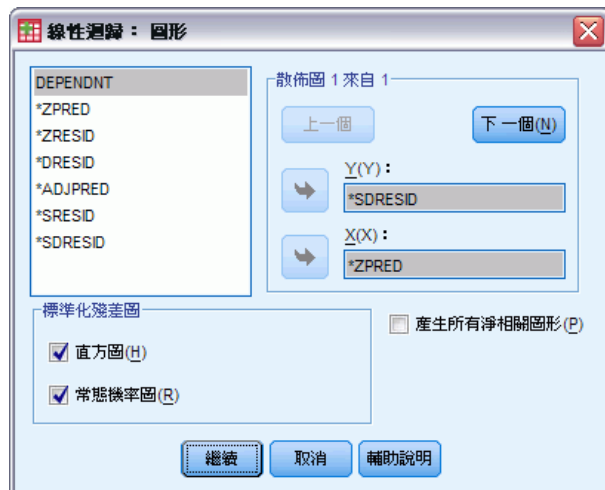 線性迴歸： 圖形
DEPENDNT
*ZPRED
*ZRESID
*DRESID
*ADJPRED
*SRESID
*SDRESID
散佈圖 1 來自 1
上一個
下一個(N)
Y(Y)：
*SDRESID
X(X)：
*ZPRED
標準化殘差圖
直方圖(H)
常態機率圖(R)
產生所有淨相關圖形(P)
繼續
取消
輔助說明